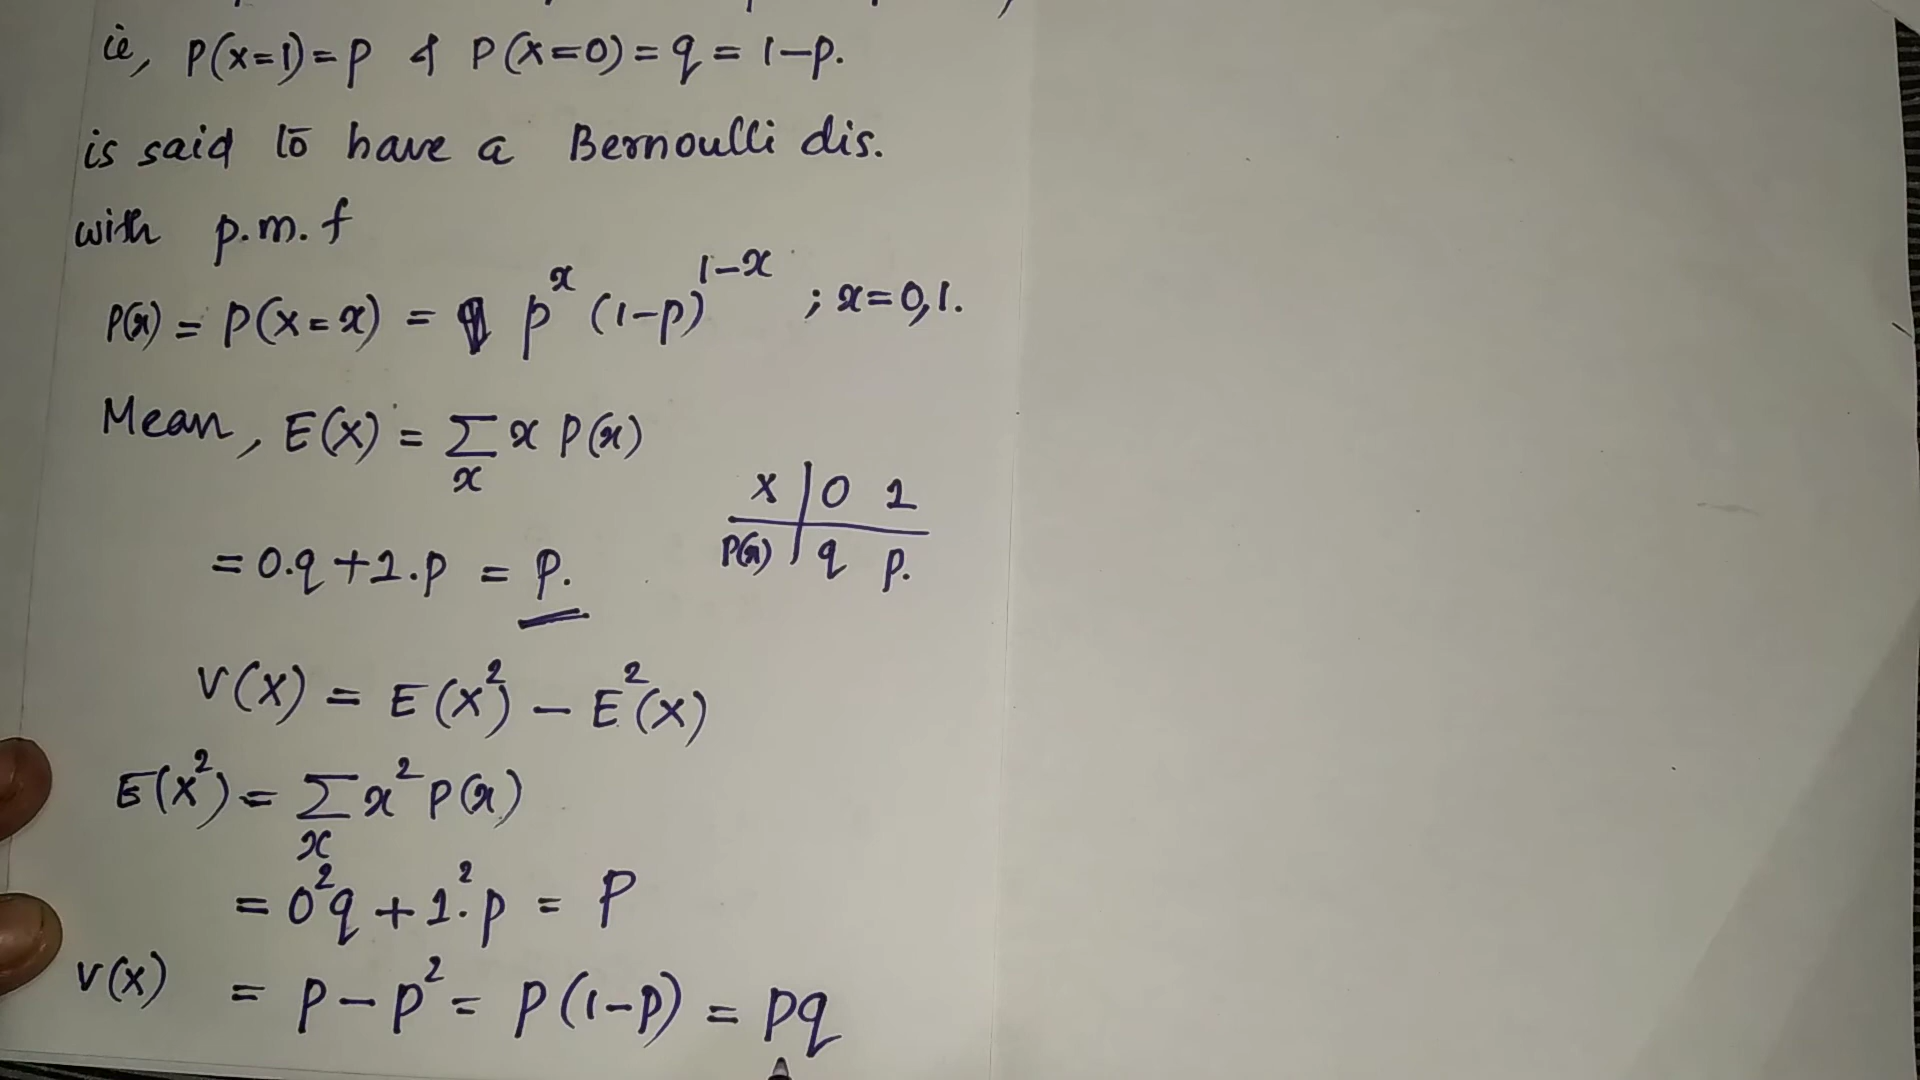 ie, P(x=1)=p & P(x=0)=q=1-p.
is said to have a Bernoulli dis.
with p.m.f
P(x) = P(X=x) = p^x (1-p)^{1-x} ; x=0,1.
Mean, E(X) = Σ_x x P(x)
X | 0 1
P(x) | q p.
= 0.q + 1.p = p.
V(X) = E(X²) - E²(X)
E(X²) = Σ_x x² P(x)
= 0²q + 1².p = P
V(X) = p-p² = p(1-p) = pq